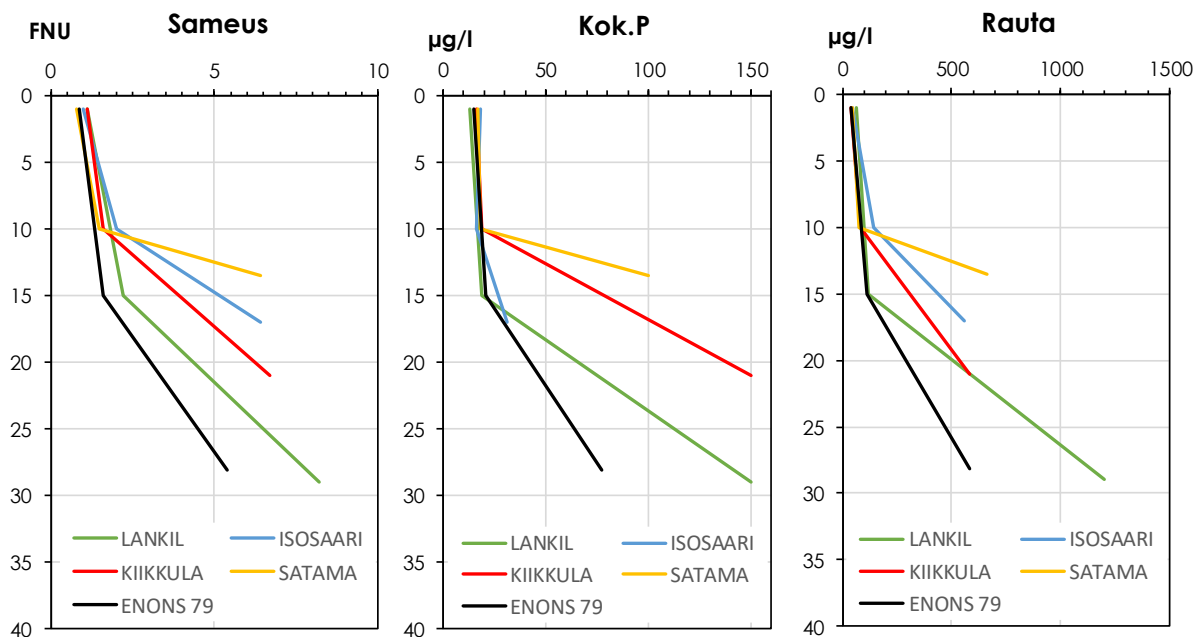 FNU Sameus
0 5 10
0
5
10
15
20
25
30
35
40
LANKIL ISOSAARI
KIIKKULA SATAMA
ENONS 79
µg/l Kok.P
0 50 100 150
0
5
10
15
20
25
30
35
40
LANKIL ISOSAARI
KIIKKULA SATAMA
ENONS 79
µg/l Rauta
0 500 1000 1500
0
5
10
15
20
25
30
35
40
LANKIL ISOSAARI
KIIKKULA SATAMA
ENONS 79